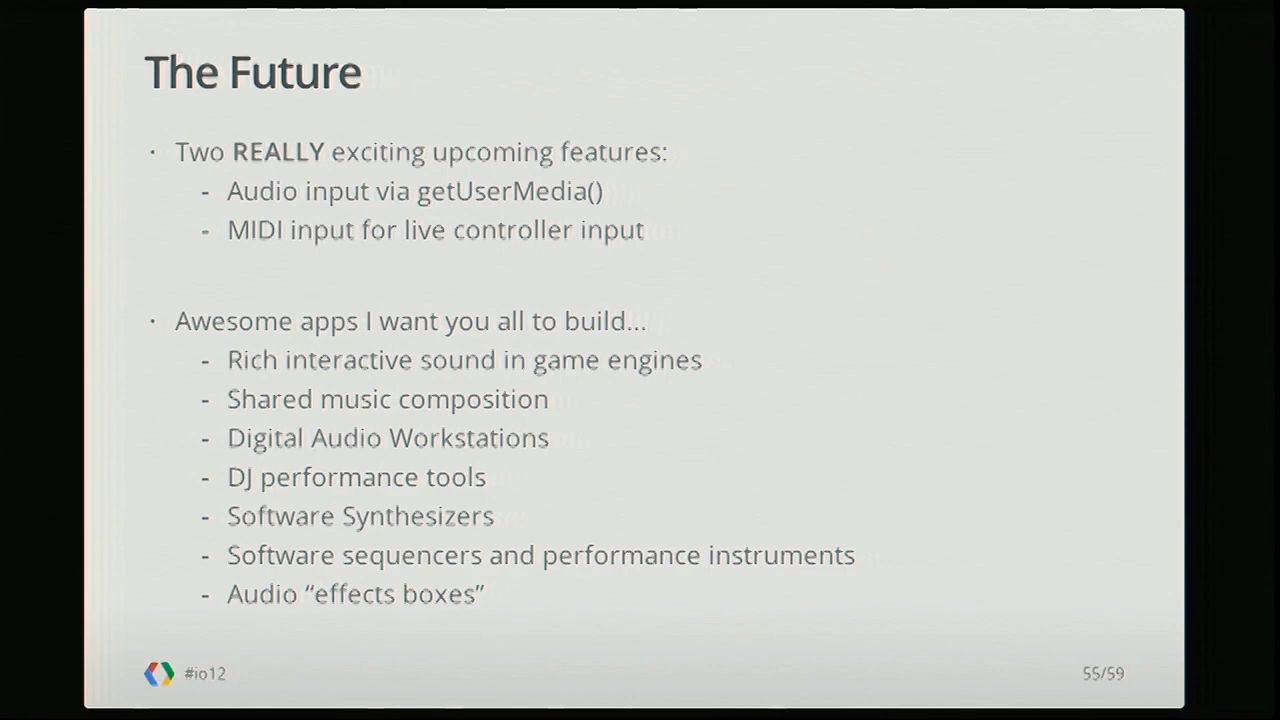 The Future
· Two REALLY exciting upcoming features:
- Audio input via getUserMedia()
- MIDI input for live controller input
· Awesome apps I want you all to build...
- Rich interactive sound in game engines
- Shared music composition
- Digital Audio Workstations
- DJ performance tools
- Software Synthesizers
- Software sequencers and performance instruments
- Audio “effects boxes”
#io12
55/59